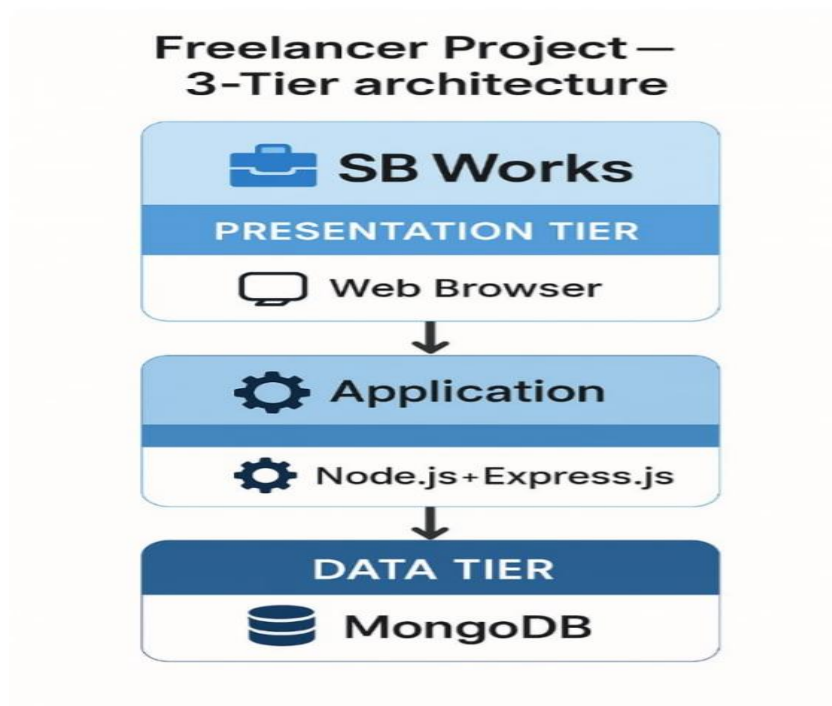 Freelancer Project—
3-Tier architecture
SB Works
PRESENTATION TIER
Web Browser
Application
Node.js+Express.js
DATA TIER
MongoDB